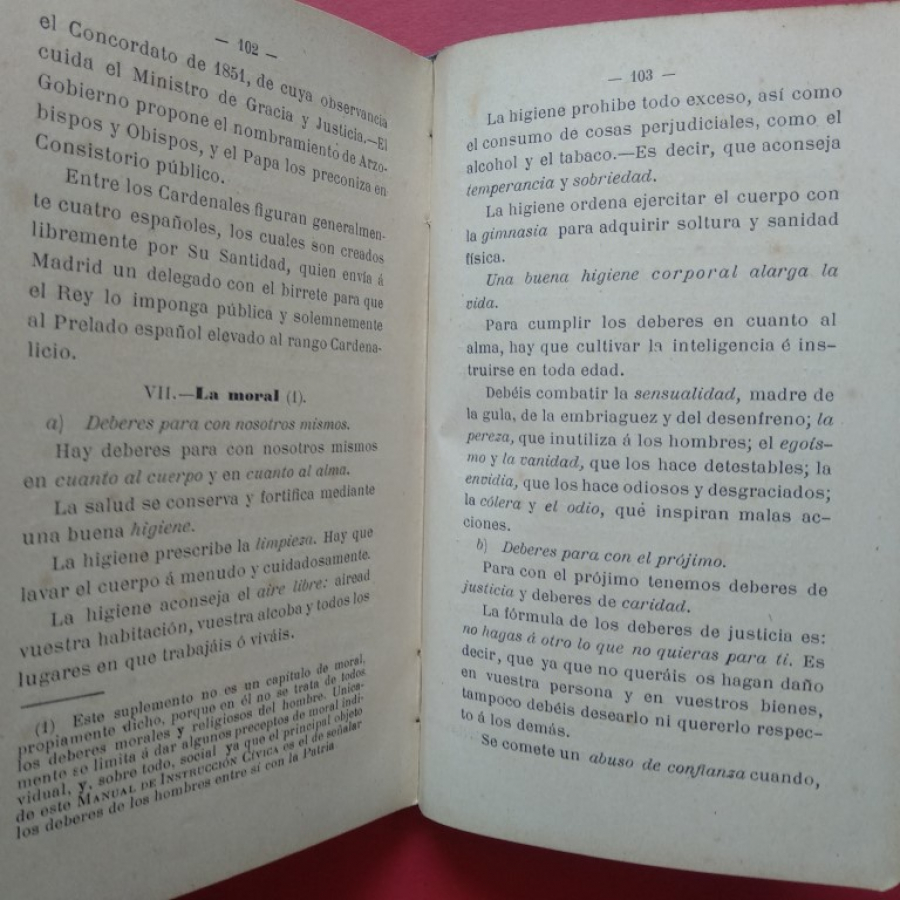 — 102 —
el Concordato de 1851, de cuya observancia
cuida el Ministro de Gracia y Justicia.—El
Gobierno propone el nombramiento de Arzo-
bispos y Obispos, y el Papa los preconiza en
Consistorio público.
Entre los Cardenales figuran generalmen-
te cuatro españoles, los cuales son creados
libremente por Su Santidad, quien envía á
Madrid un delegado con el birrete para que
el Rey lo imponga pública y solemnemente
al Prelado español elevado al rango Cardena-
licio.
VII.—La moral (1).
a) Deberes para con nosotros mismos.
Hay deberes para con nosotros mismos
en cuanto al cuerpo y en cuanto al alma.
La salud se conserva y fortifica mediante
una buena higiene.
La higiene prescribe la limpieza. Hay que
lavar el cuerpo á menudo y cuidadosamente.
La higiene aconseja el aire libre: airead
vuestra habitación, vuestra alcoba y todos los
lugares en que trabajáis ó viváis.
(1) Este suplemento no es un capítulo de moral,
propiamente dicho, porque en él no se trata de todos
los deberes morales y religiosos del hombre. Unica-
mente se limita á dar algunos preceptos de moral indi-
vidual, y, sobre todo, social ya que el principal objeto
de este MANUAL DE INSTRUCCIÓN CÍVICA es el de señalar
los deberes de los hombres entre sí con la Patria
— 103 —
La higiene prohibe todo exceso, así como
el consumo de cosas perjudiciales, como el
alcohol y el tabaco.—Es decir, que aconseja
temperancia y sobriedad.
La higiene ordena ejercitar el cuerpo con
la gimnasia para adquirir soltura y sanidad
física.
Una buena higiene corporal alarga la
vida.
Para cumplir los deberes en cuanto al
alma, hay que cultivar la inteligencia é ins-
truirse en toda edad.
Debéis combatir la sensualidad, madre de
la gula, de la embriaguez y del desenfreno; la
pereza, que inutiliza á los hombres; el egoís-
mo y la vanidad, que los hace detestables; la
envidia, que los hace odiosos y desgraciados;
la cólera y el odio, que inspiran malas ac-
ciones.
b) Deberes para con el prójimo.
Para con el prójimo tenemos deberes de
justicia y deberes de caridad.
La fórmula de los deberes de justicia es:
no hagas á otro lo que no quieras para ti. Es
decir, que ya que no queráis os hagan daño
en vuestra persona y en vuestros bienes,
tampoco debéis desearlo ni quererlo respec-
to á los demás.
Se comete un abuso de confianza cuando,